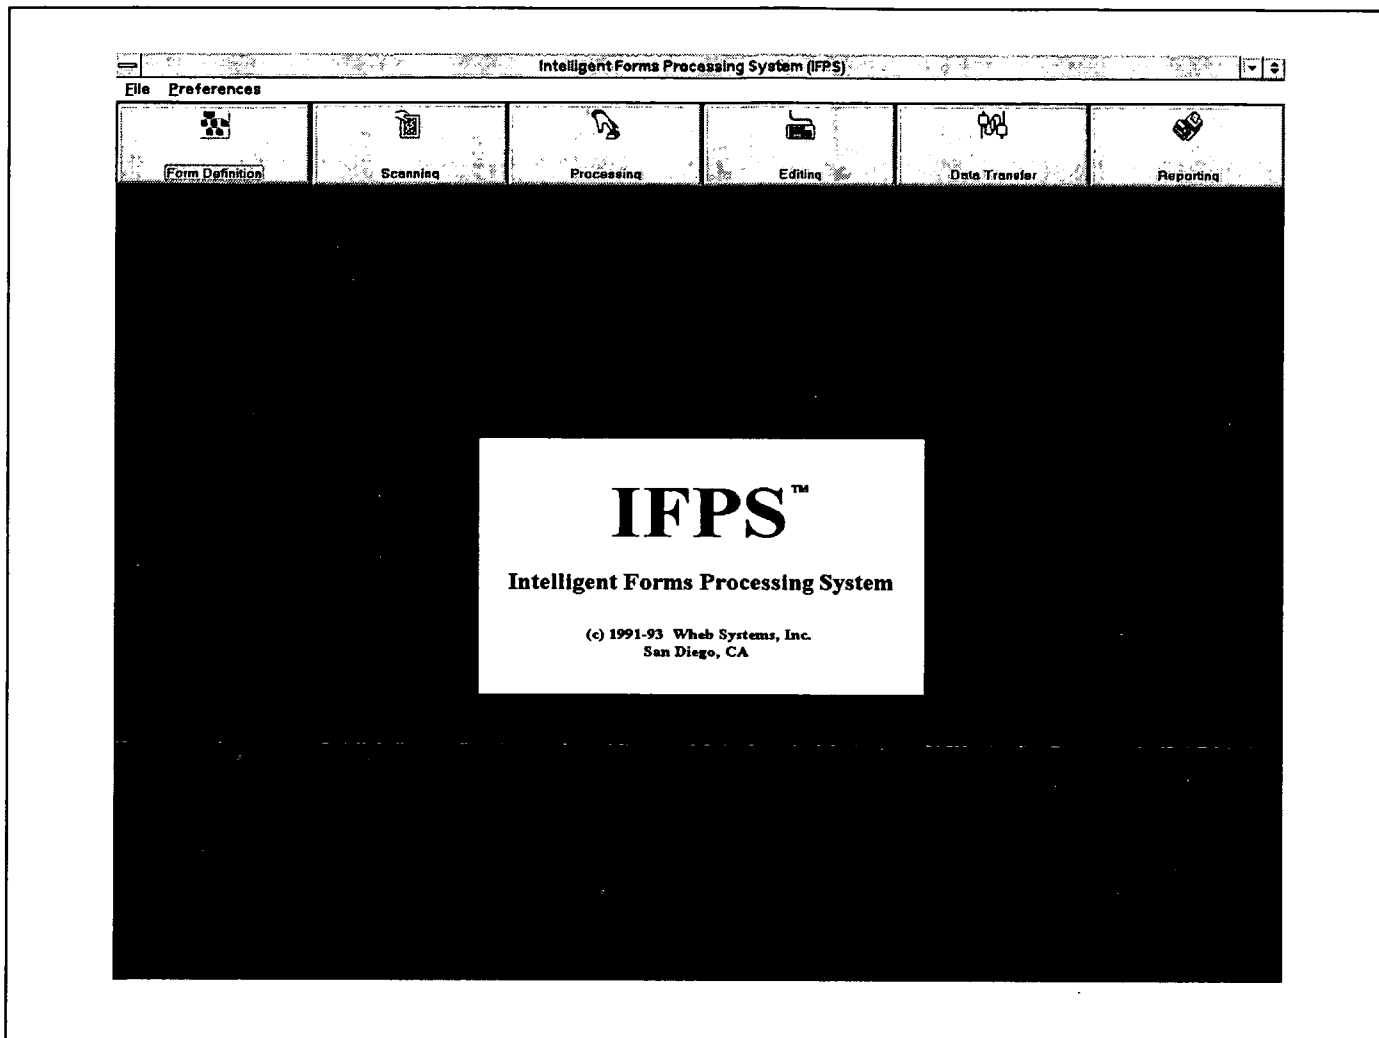 Intelligent Forms Processing System (IFPS)
File Preferences
Form Definition Scanning Processing Editing Data Transfer Reporting
IFPS™
Intelligent Forms Processing System
(c) 1991-93 Wheb Systems, Inc.
San Diego, CA